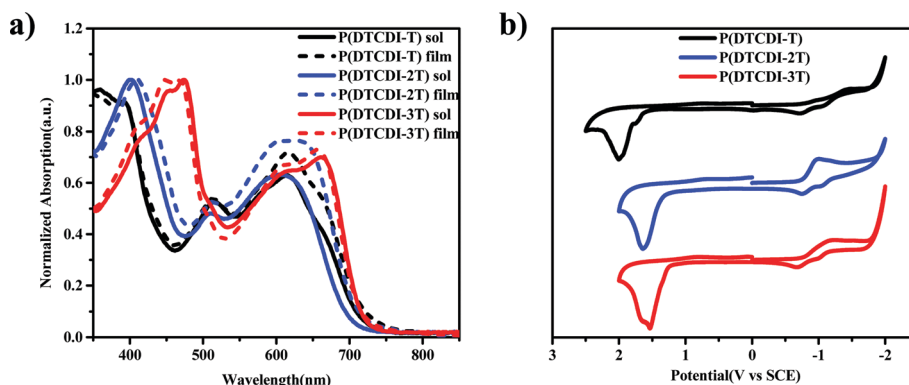 a)
P(DTCDI-T) sol
P(DTCDI-T) film
P(DTCDI-2T) sol
P(DTCDI-2T) film
P(DTCDI-3T) sol
P(DTCDI-3T) film
Normalized Absorption(a.u.)
1.0
0.8
0.6
0.4
0.2
0.0
400 500 600 700 800
Wavelength(nm)
b)
P(DTCDI-T)
P(DTCDI-2T)
P(DTCDI-3T)
3 2 1 0 -1 -2
Potential(V vs SCE)